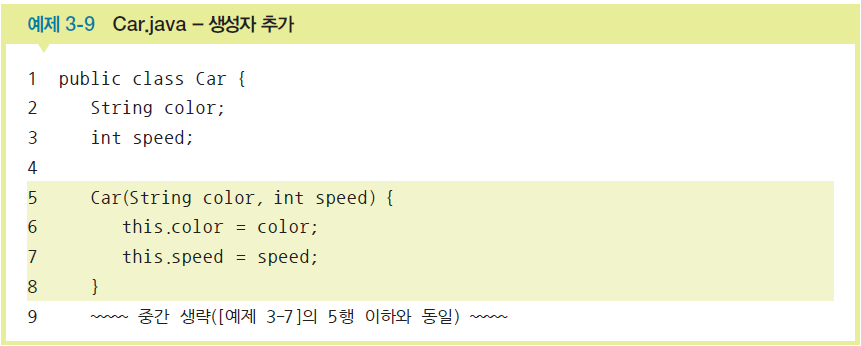 예제 3-9 Car.java – 생성자 추가
1 public class Car {
2 String color;
3 int speed;
4
5 Car(String color, int speed) {
6 this.color = color;
7 this.speed = speed;
8 }
9 ~~~~ 중간 생략([예제 3-7]의 5행 이하와 동일) ~~~~